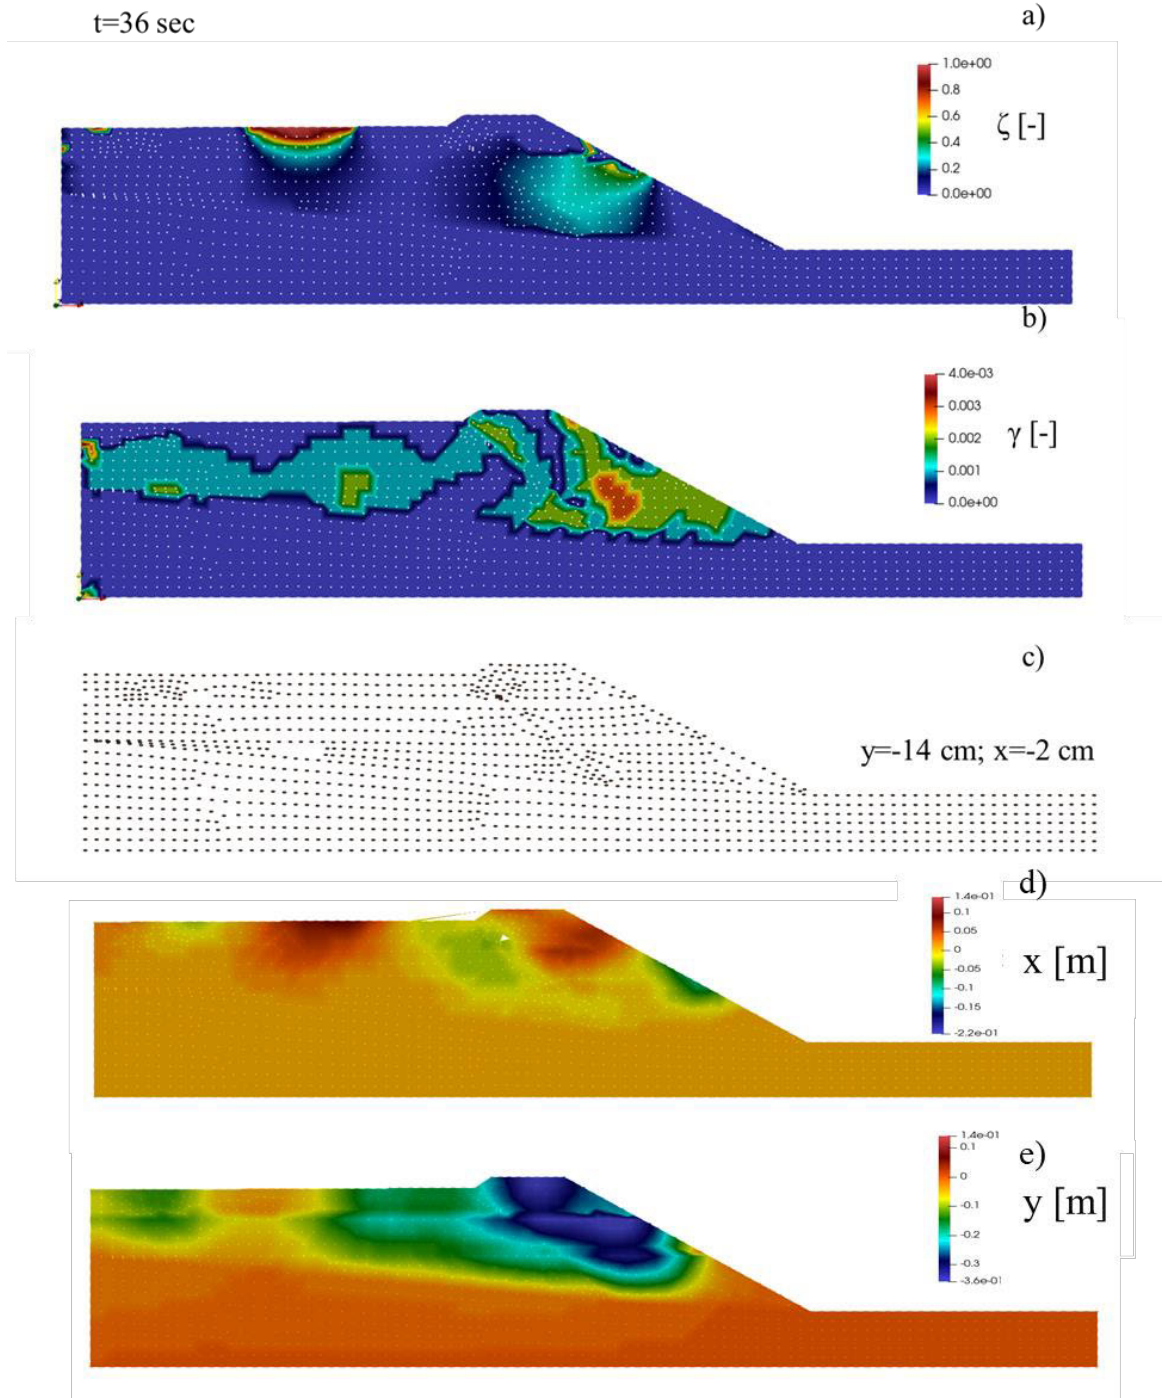 t=36 sec
a)
1.0e+00
0.8
0.6
0.4
0.2
0.0e+00
ζ [-]
b)
4.0e-03
0.003
0.002
0.001
0.0e+00
γ [-]
c)
y=-14 cm; x=-2 cm
d)
1.4e-01
0.1
0.05
0
-0.05
-0.1
-0.15
-2.2e-01
x [m]
e)
1.4e-01
0.1
0
-0.1
-0.2
-0.3
-3.6e-01
y [m]